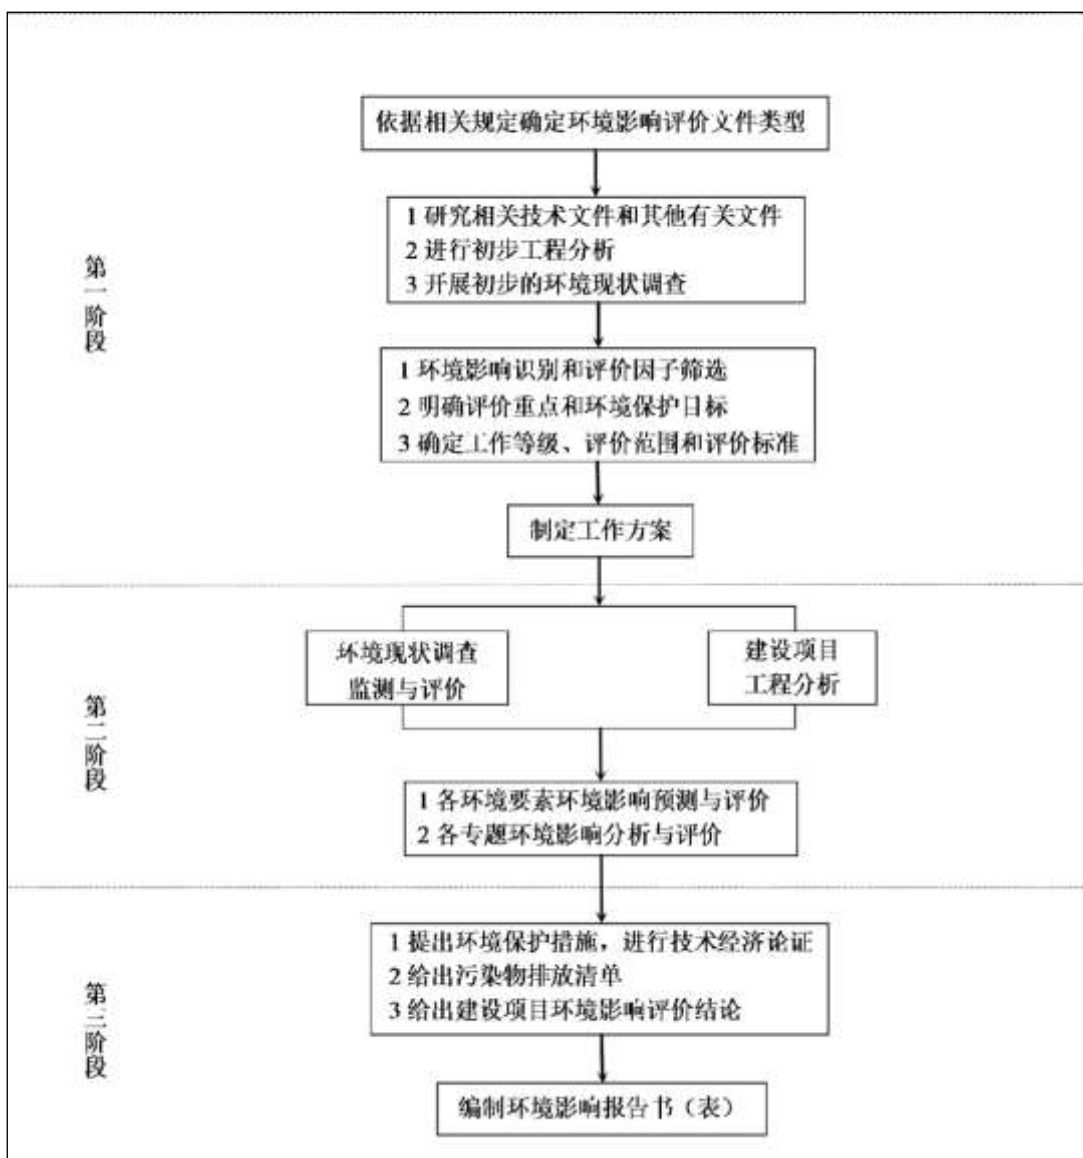 依据相关规定确定环境影响评价文件类型
1 研究相关技术文件和其他有关文件
2 进行初步工程分析
3 开展初步的环境现状调查
第一阶段
1 环境影响识别和评价因子筛选
2 明确评价重点和环境保护目标
3 确定工作等级、评价范围和评价标准
制定工作方案
环境现状调查
监测与评价
建设项目
工程分析
第二阶段
1 各环境要素环境影响预测与评价
2 各专题环境影响分析与评价
1 提出环境保护措施，进行技术经济论证
2 给出污染物排放清单
3 给出建设项目环境影响评价结论
第三阶段
编制环境影响报告书（表）